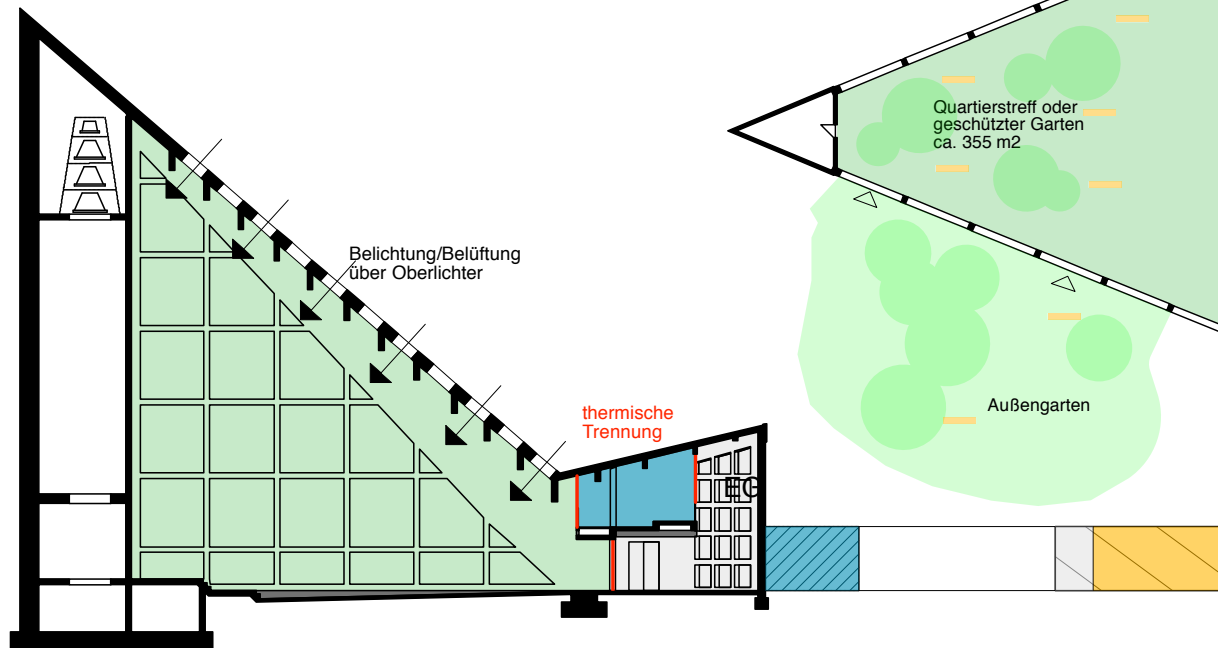 Quartierstreff oder
geschützter Garten
ca. 355 m2
Belichtung/Belüftung
über Oberlichter
thermische
Trennung
Außengarten
EG